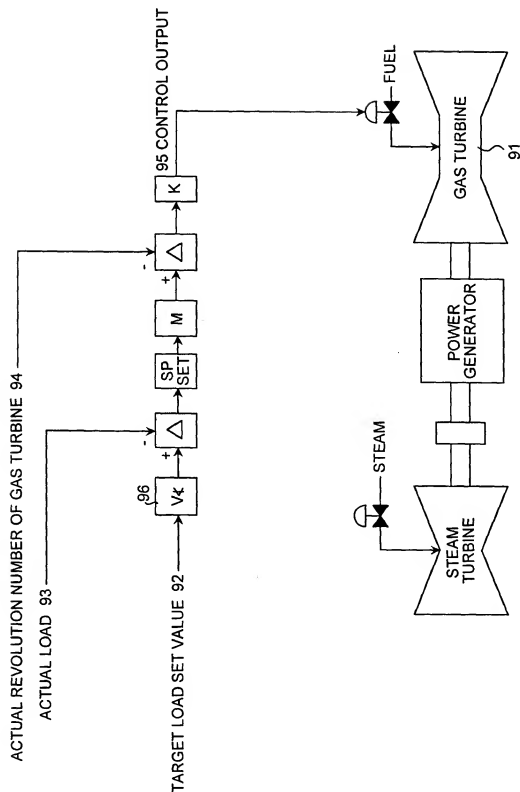 ACTUAL REVOLUTION NUMBER OF GAS TURBINE 94
ACTUAL LOAD 93
TARGET LOAD SET VALUE 92
96
V≮
+
-
Δ
SP
SET
M
+
-
Δ
K
95 CONTROL OUTPUT
STEAM
FUEL
STEAM
TURBINE
POWER
GENERATOR
GAS TURBINE
91